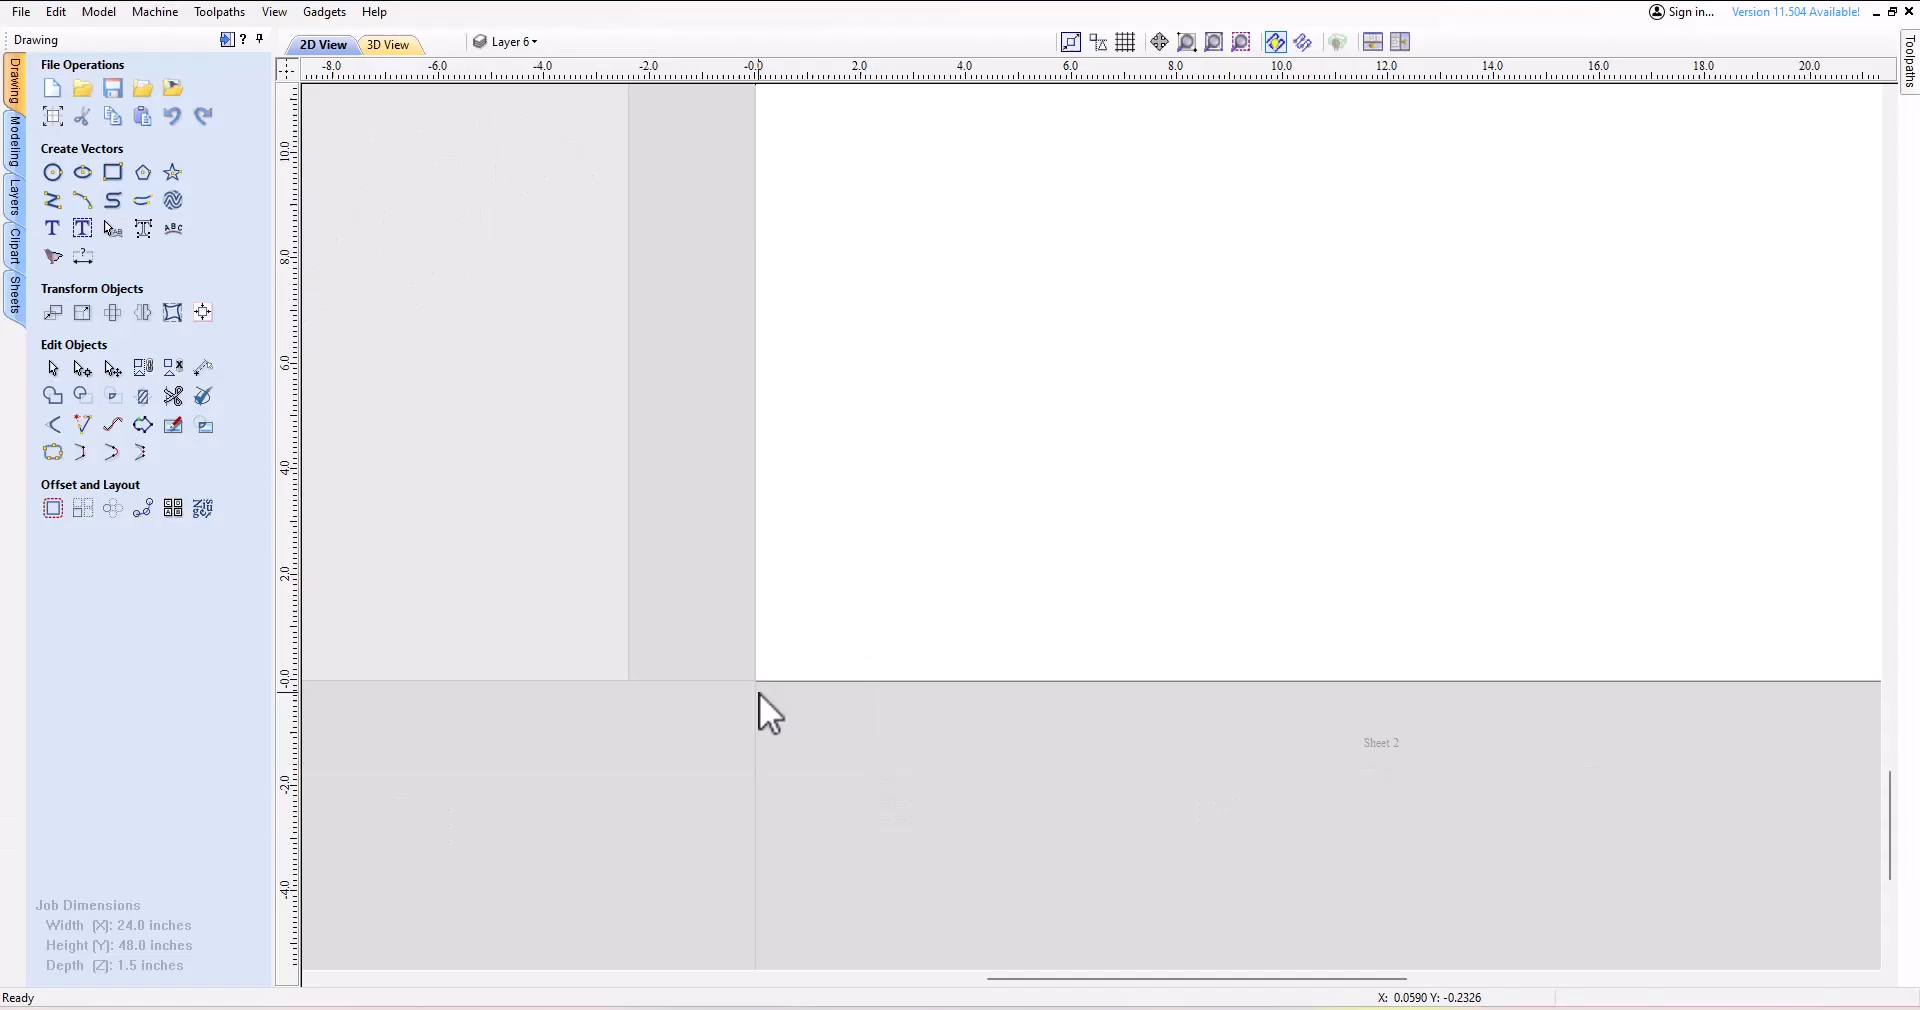 File Edit Model Machine Toolpaths View Gadgets Help Sign in... Version 11.504 Available!
Drawing ? 2D View 3D View Layer 6
-8.0 -6.0 -4.0 -2.0 -0.0 2.0 4.0 6.0 8.0 10.0 12.0 14.0 16.0 18.0 20.0
Toolpaths
Drawing
Modeling
Layers
Clipart
Sheets
File Operations
Create Vectors
Transform Objects
Edit Objects
Offset and Layout
10.0
8.0
6.0
4.0
2.0
-0.0
-2.0
-4.0
Sheet 2
Job Dimensions
Width (X): 24.0 inches
Height (Y): 48.0 inches
Depth (Z): 1.5 inches
Ready X: 0.0590 Y: -0.2326